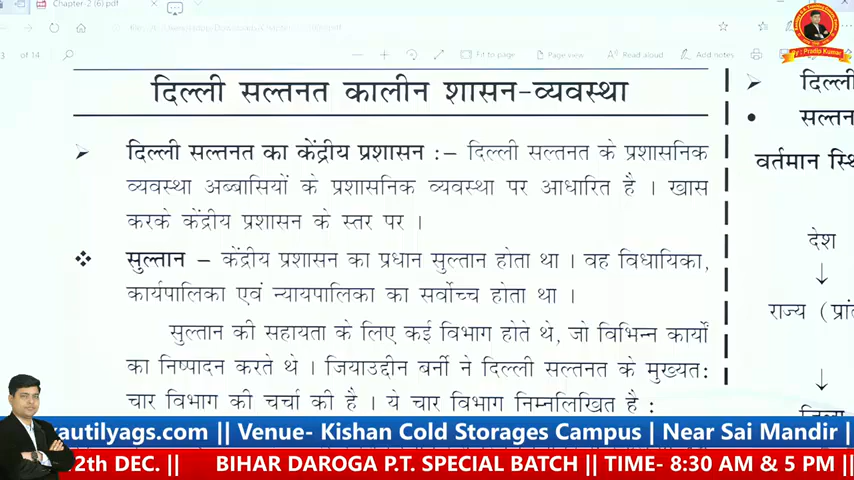 Chapter 2 (6).pdf
3 of 14
Fit to page
Page view
Read aloud
Add notes
By : Pradip Kumar
दिल्ली सल्तनत कालीन शासन-व्यवस्था
दिल्ली सल्तनत का केंद्रीय प्रशासन :– दिल्ली सल्तनत के प्रशासनिक
व्यवस्था अब्बासियों के प्रशासनिक व्यवस्था पर आधारित है । खास
करके केंद्रीय प्रशासन के स्तर पर ।
सुल्तान – केंद्रीय प्रशासन का प्रधान सुल्तान होता था । वह विधायिका,
कार्यपालिका एवं न्यायपालिका का सर्वोच्च होता था ।
सुल्तान की सहायता के लिए कई विभाग होते थे, जो विभिन्न कार्यों
का निष्पादन करते थे । जियाउद्दीन बर्नी ने दिल्ली सल्तनत के मुख्यत:
चार विभाग की चर्चा की है । ये चार विभाग निम्नलिखित है :
दिल्ली
सल्तन
वर्तमान स्थि
देश
राज्य (प्रांत
autilyags.com || Venue- Kishan Cold Storages Campus | Near Sai Mandir |
2th DEC. || BIHAR DAROGA P.T. SPECIAL BATCH || TIME- 8:30 AM & 5 PM ||